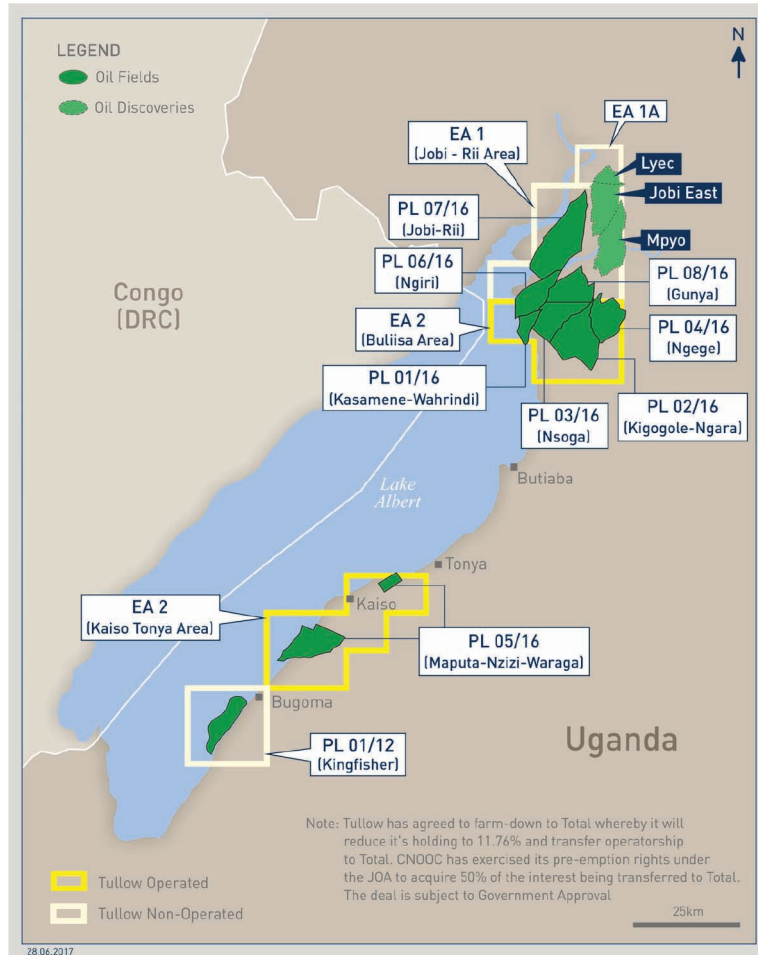 LEGEND
Oil Fields
Oil Discoveries
N
EA 1A
EA 1
(Jobi - Rii Area)
Lyec
Jobi East
Mpyo
PL 07/16
(Jobi-Rii)
PL 06/16
(Ngiri)
PL 08/16
(Gunya)
Congo
(DRC)
EA 2
(Buliisa Area)
PL 04/16
(Ngege)
PL 01/16
(Kasamene-Wahrindi)
PL 03/16
(Nsoga)
PL 02/16
(Kigogole-Ngara)
Butiaba
Lake
Albert
Tonya
Kaiso
EA 2
(Kaiso Tonya Area)
PL 05/16
(Maputa-Nzizi-Waraga)
Bugoma
PL 01/12
(Kingfisher)
Uganda
Note: Tullow has agreed to farm-down to Total whereby it will
reduce it's holding to 11.76% and transfer operatorship
to Total. CNOOC has exercised its pre-emption rights under
the JOA to acquire 50% of the interest being transferred to Total.
The deal is subject to Government Approval
Tullow Operated
Tullow Non-Operated
25km
28.06.2017